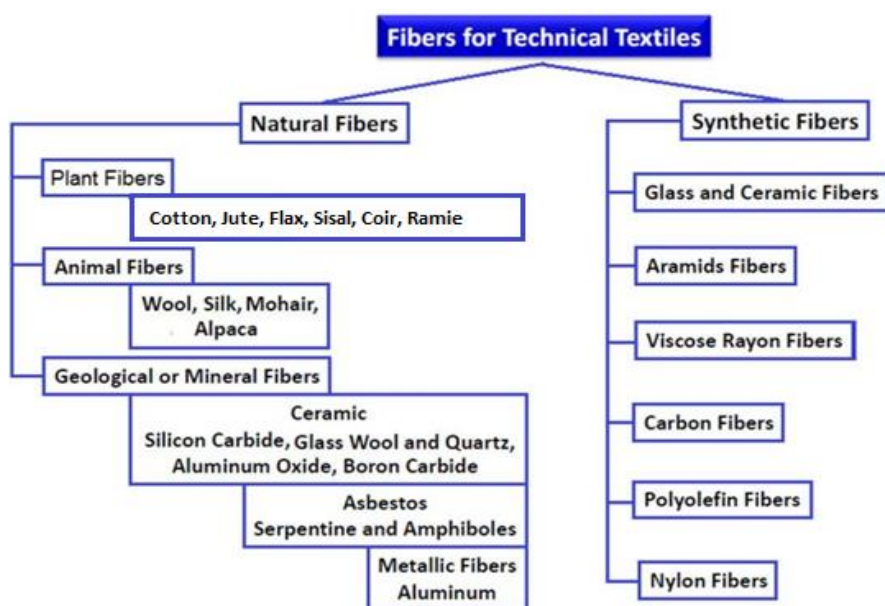 Fibers for Technical Textiles
Natural Fibers
Plant Fibers
Cotton, Jute, Flax, Sisal, Coir, Ramie
Animal Fibers
Wool, Silk, Mohair,
Alpaca
Geological or Mineral Fibers
Ceramic
Silicon Carbide, Glass Wool and Quartz,
Aluminum Oxide, Boron Carbide
Asbestos
Serpentine and Amphiboles
Metallic Fibers
Aluminum
Synthetic Fibers
Glass and Ceramic Fibers
Aramids Fibers
Viscose Rayon Fibers
Carbon Fibers
Polyolefin Fibers
Nylon Fibers